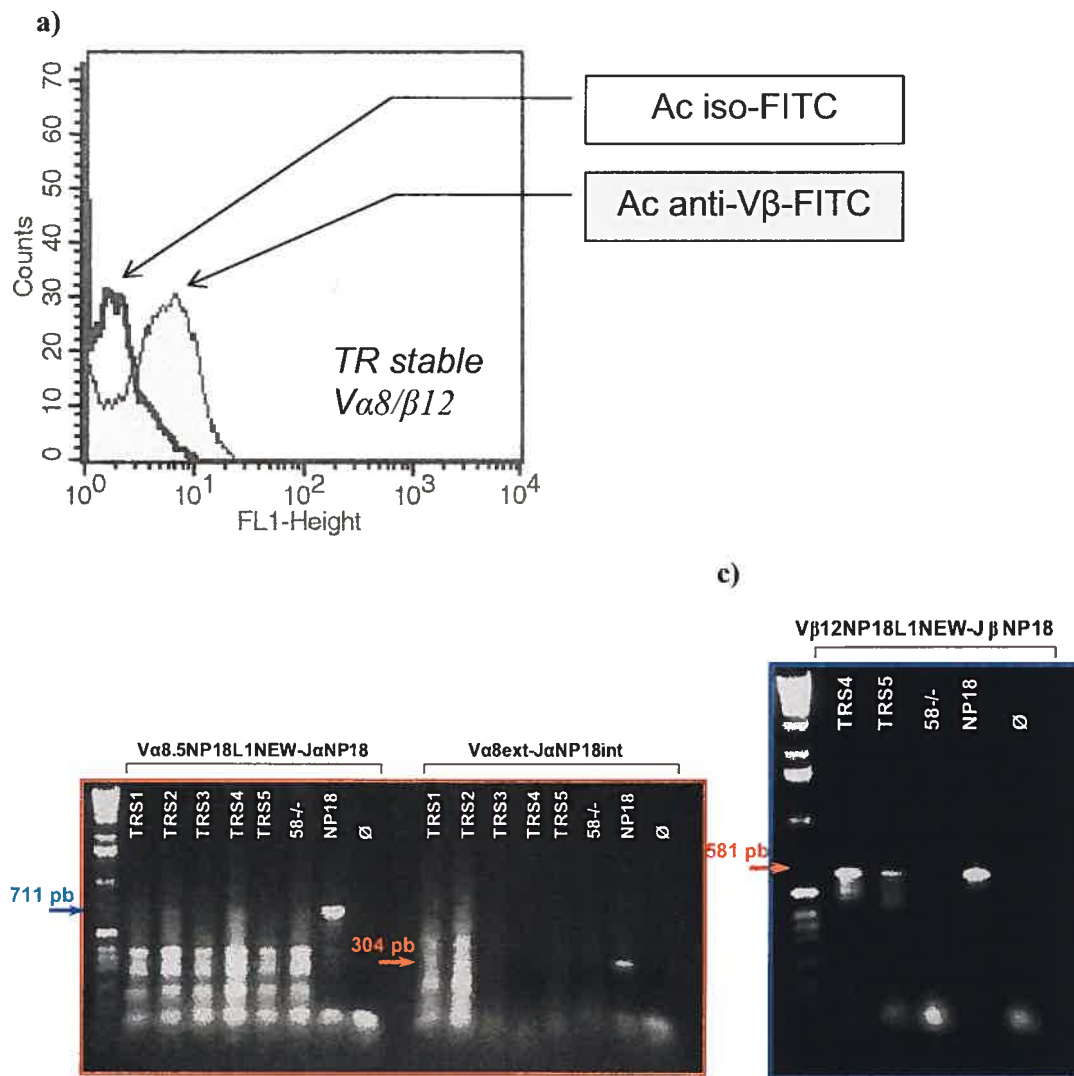 a)
70
60
50
40
30
20
10
0
Counts
10⁰ 10¹ 10² 10³ 10⁴
FL1-Height
TR stable
Vα8/β12
Ac iso-FITC
Ac anti-Vβ-FITC
c)
Vα8.5NP18L1NEW-JαNP18
TRS1 TRS2 TRS3 TRS4 TRS5 58-/- NP18 Ø
711 pb
Vα8ext-JαNP18int
TRS1 TRS2 TRS3 TRS4 TRS5 58-/- NP18 Ø
304 pb
Vβ12NP18L1NEW-J β NP18
TRS4 TRS5 58-/- NP18 Ø
581 pb